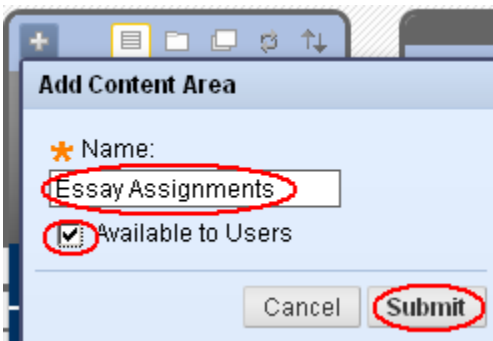 Add Content Area
Name:
Essay Assignments
Available to Users
Cancel Submit